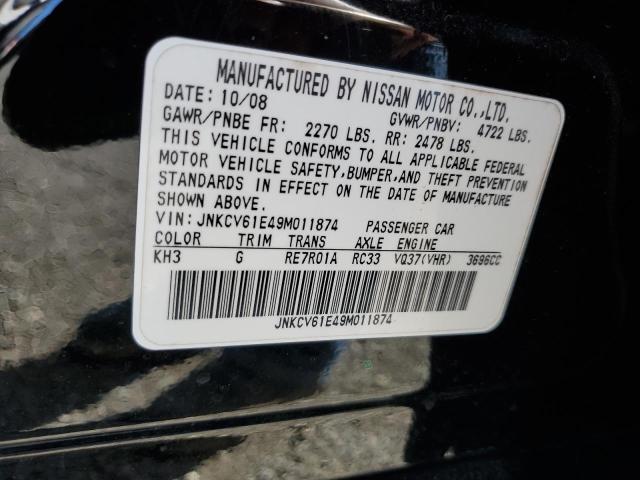 MANUFACTURED BY NISSAN MOTOR CO.,LTD.
DATE: 10/08 GVWR/PNBV: 4722 LBS.
GAWR/PNBE FR: 2270 LBS. RR: 2478 LBS.
THIS VEHICLE CONFORMS TO ALL APPLICABLE FEDERAL
MOTOR VEHICLE SAFETY,BUMPER,AND THEFT PREVENTION
STANDARDS IN EFFECT ON THE DATE OF MANUFACTURE
SHOWN ABOVE.
VIN: JNKCV61E49M011874 PASSENGER CAR
COLOR TRIM TRANS AXLE ENGINE
KH3 G RE7R01A RC33 VQ37(VHR) 3696CC
JNKCV61E49M011874